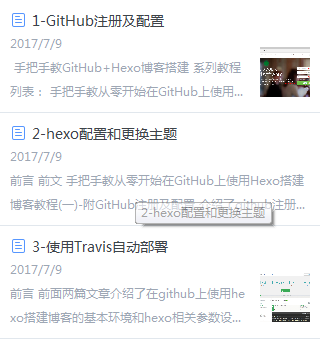 1-GitHub注册及配置
2017/7/9
手把手教GitHub+Hexo博客搭建 系列教程
列表： 手把手教从零开始在GitHub上使用...
2-hexo配置和更换主题
2017/7/9
前言 前文 手把手教从零开始在GitHub上使用Hexo搭建
博客教程(一)-附GitHub注册及配置 介绍了github注册...
2-hexo配置和更换主题
3-使用Travis自动部署
2017/7/9
前言 前面两篇文章介绍了在github上使用he
xo搭建博客的基本环境和hexo相关参数设...